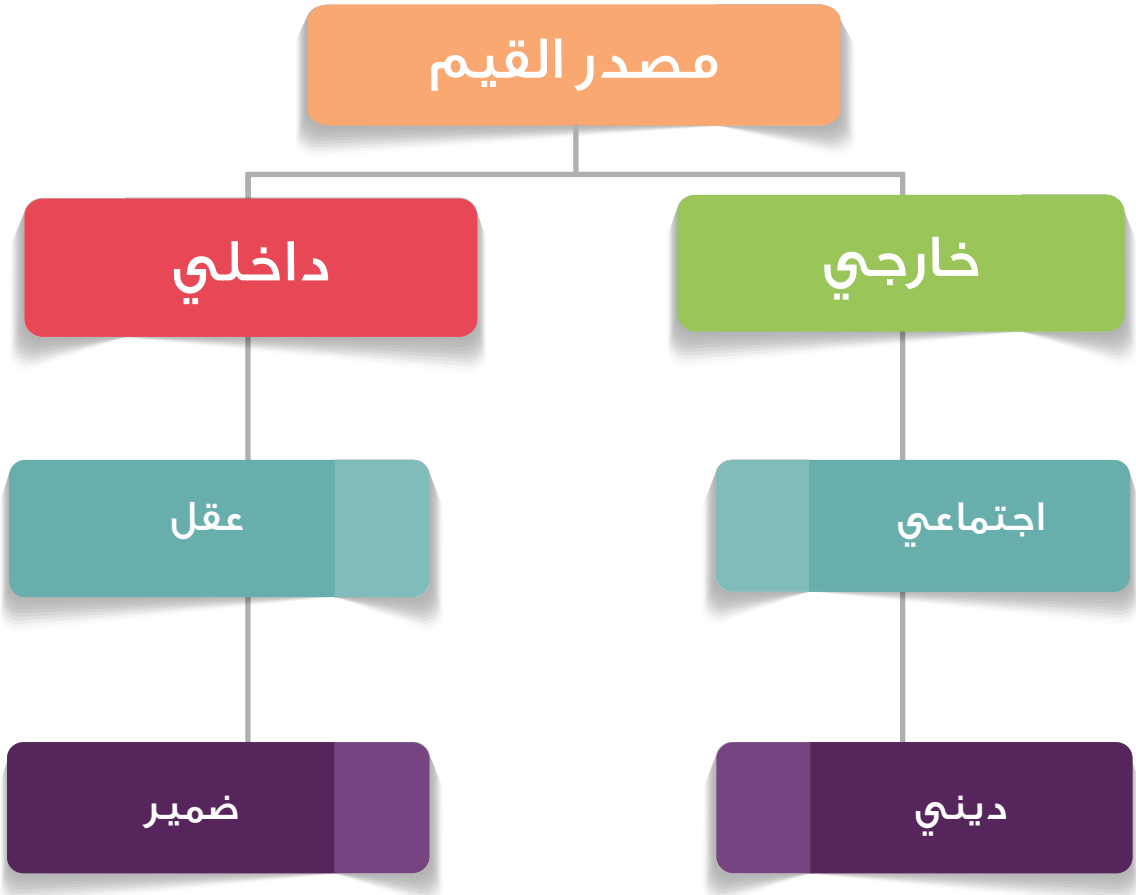 مصدر القيم
خارجي
داخلي
اجتماعي
عقل
ديني
ضمير